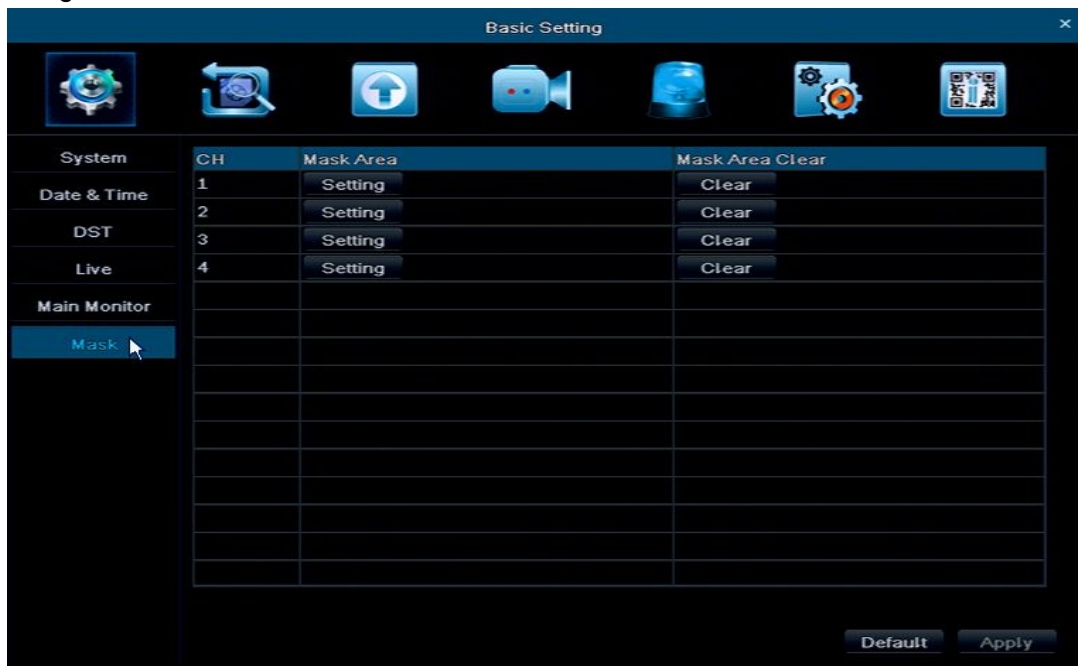 Basic Setting ×
System
Date & Time
DST
Live
Main Monitor
Mask
CH Mask Area Mask Area Clear
1 Setting Clear
2 Setting Clear
3 Setting Clear
4 Setting Clear
Default Apply